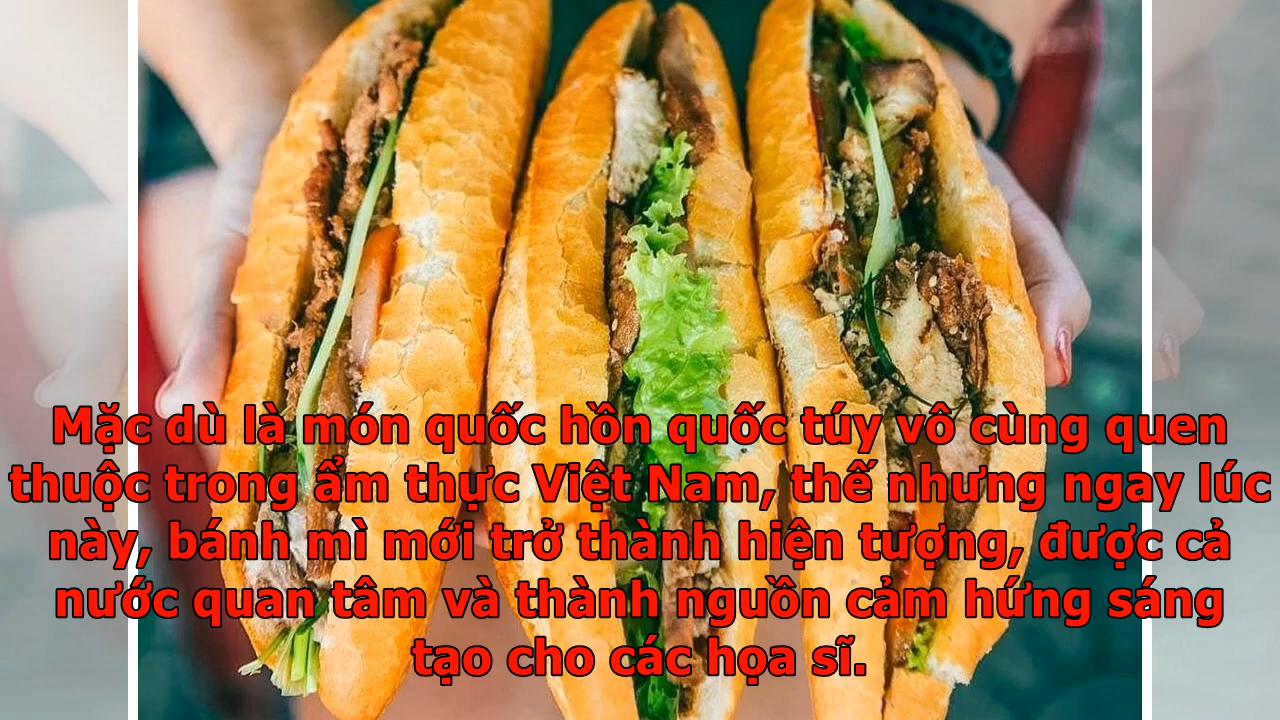 Mặc dù là món quốc hồn quốc túy vô cùng quen
thuộc trong ẩm thực Việt Nam, thế nhưng ngay lúc
này, bánh mì mới trở thành hiện tượng, được cả
nước quan tâm và thành nguồn cảm hứng sáng
tạo cho các họa sĩ.